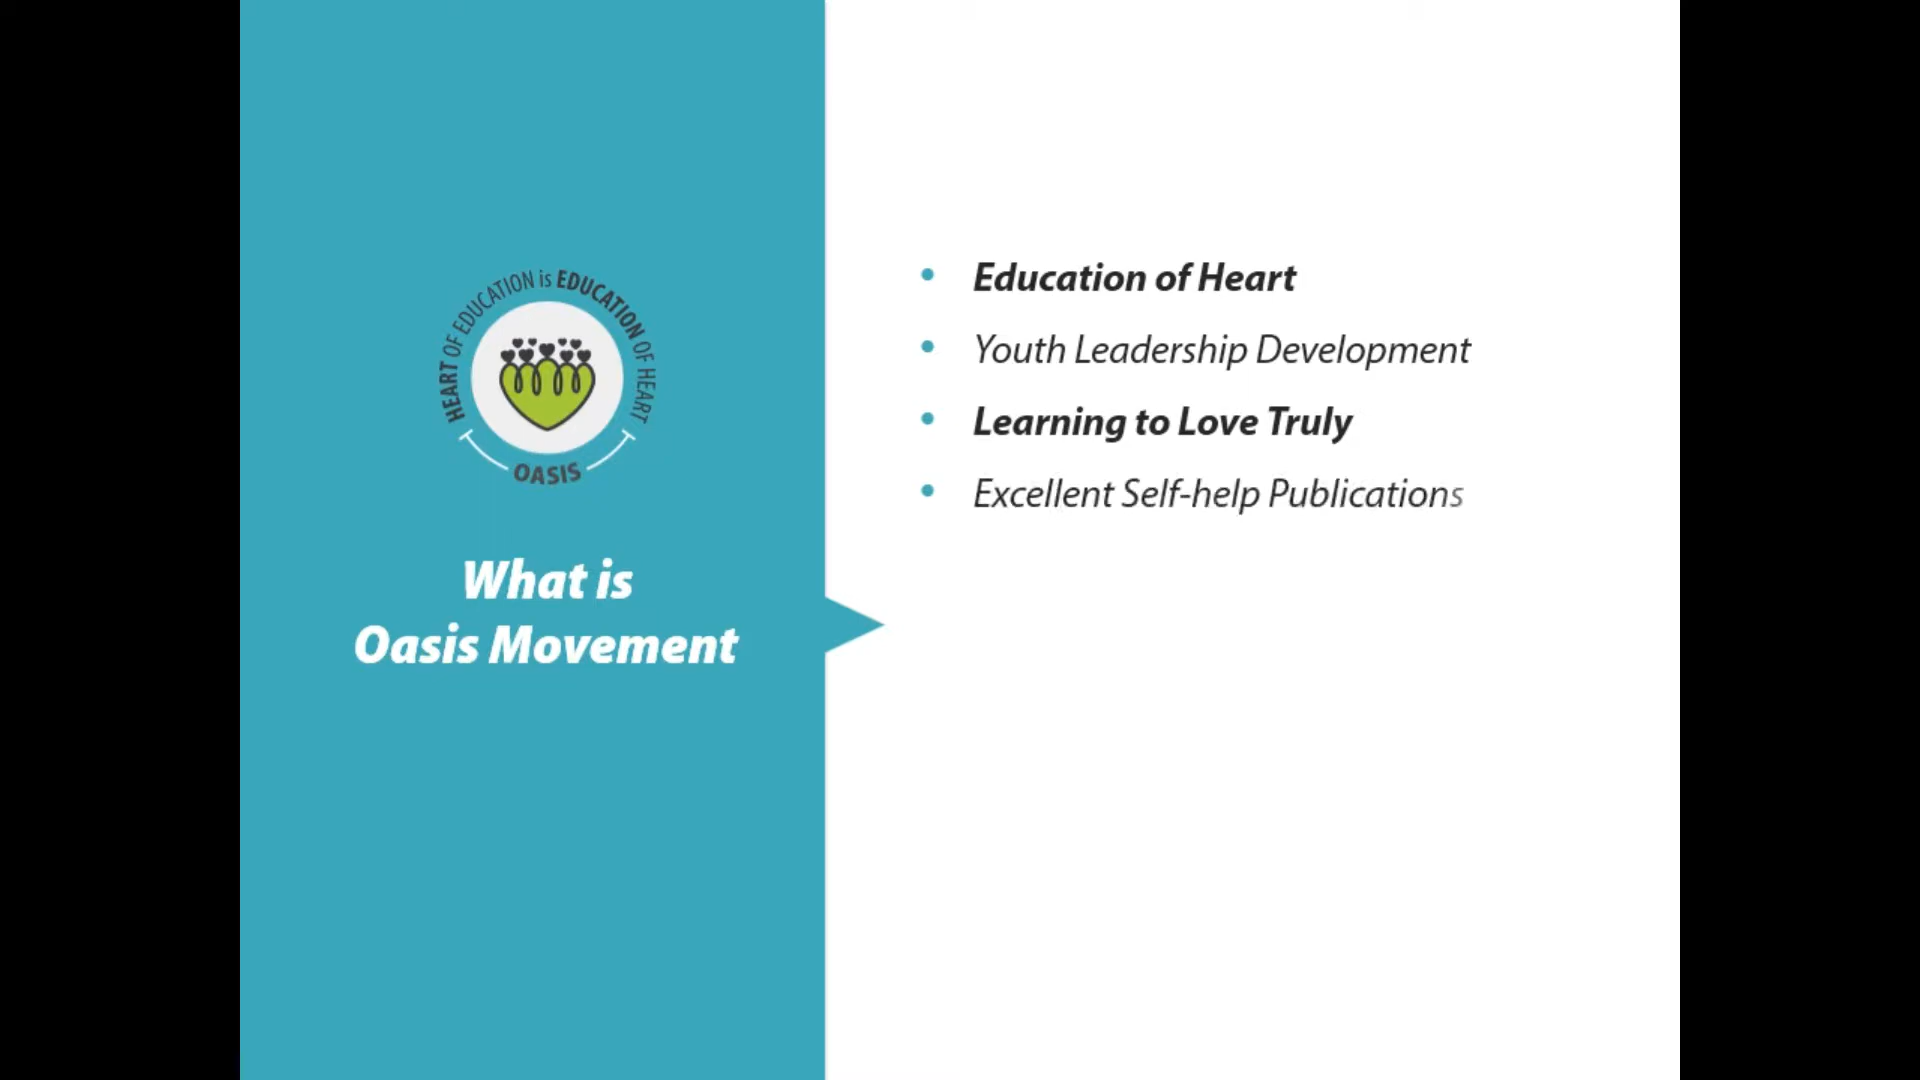 HEART OF EDUCATION is EDUCATION OF HEART
OASIS
What is
Oasis Movement
• Education of Heart
• Youth Leadership Development
• Learning to Love Truly
• Excellent Self-help Publications